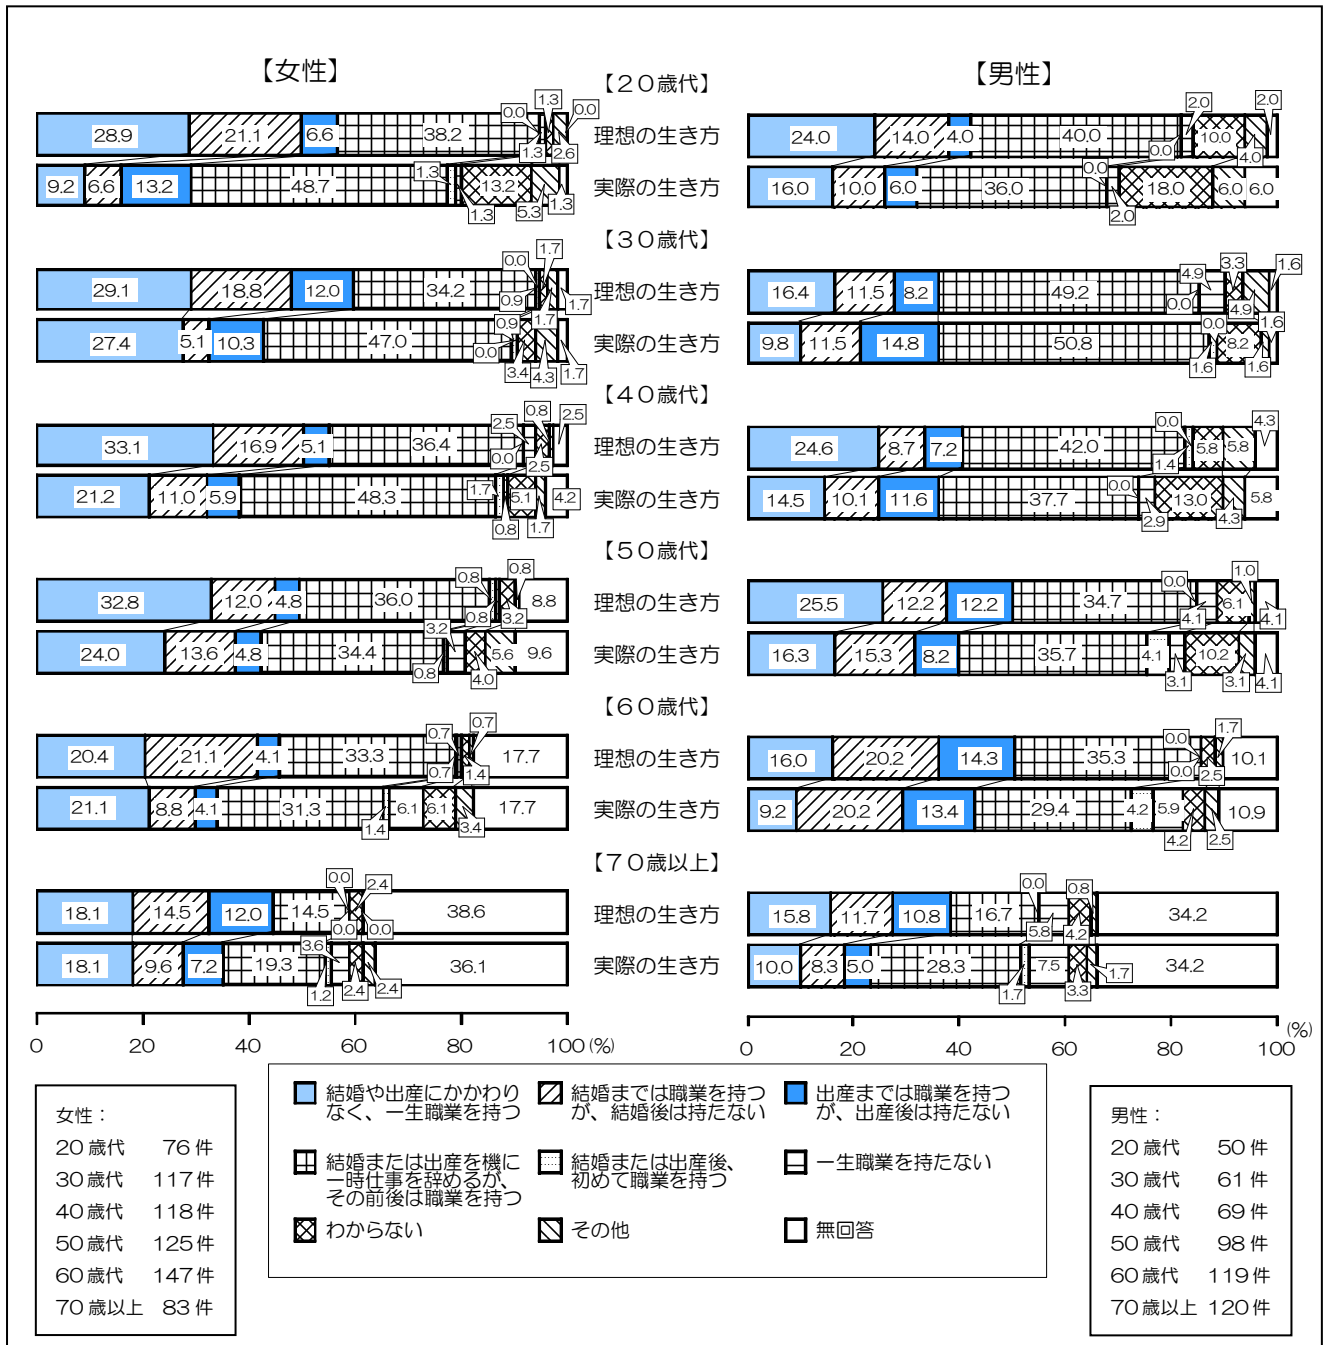 【女性】
【男性】
【20歳代】
28.9 21.1 6.6 38.2 0.0 1.3 1.3 2.6 0.0
理想の生き方
24.0 14.0 4.0 40.0 0.0 2.0 10.0 4.0 2.0
9.2 6.6 13.2 48.7 1.3 1.3 13.2 5.3 1.3
実際の生き方
16.0 10.0 6.0 36.0 0.0 2.0 18.0 6.0 6.0
【30歳代】
29.1 18.8 12.0 34.2 0.0 0.9 1.7 1.7 1.7
理想の生き方
16.4 11.5 8.2 49.2 0.0 4.9 3.3 4.9 1.6
27.4 5.1 10.3 47.0 0.0 0.9 3.4 4.3 1.7
実際の生き方
9.8 11.5 14.8 50.8 1.6 0.0 8.2 1.6 1.6
【40歳代】
33.1 16.9 5.1 36.4 0.0 2.5 2.5 0.8 2.5
理想の生き方
24.6 8.7 7.2 42.0 1.4 0.0 5.8 5.8 4.3
21.2 11.0 5.9 48.3 1.7 0.8 5.1 1.7 4.2
実際の生き方
14.5 10.1 11.6 37.7 0.0 2.9 13.0 4.3 5.8
【50歳代】
32.8 12.0 4.8 36.0 0.8 0.8 3.2 0.8 8.8
理想の生き方
25.5 12.2 12.2 34.7 0.0 4.1 6.1 1.0 4.1
24.0 13.6 4.8 34.4 0.8 3.2 4.0 5.6 9.6
実際の生き方
16.3 15.3 8.2 35.7 4.1 3.1 10.2 3.1 4.1
【60歳代】
20.4 21.1 4.1 33.3 0.7 0.7 1.4 0.7 17.7
理想の生き方
16.0 20.2 14.3 35.3 0.0 0.0 2.5 1.7 10.1
21.1 8.8 4.1 31.3 1.4 6.1 6.1 3.4 17.7
実際の生き方
9.2 20.2 13.4 29.4 4.2 5.9 4.2 2.5 10.9
【70歳以上】
18.1 14.5 12.0 14.5 0.0 0.0 2.4 0.0 38.6
理想の生き方
15.8 11.7 10.8 16.7 0.0 5.8 4.2 0.8 34.2
18.1 9.6 7.2 19.3 1.2 3.6 2.4 2.4 36.1
実際の生き方
10.0 8.3 5.0 28.3 1.7 7.5 3.3 1.7 34.2
0 20 40 60 80 100 (%)
0 20 40 60 80 100 (%)
結婚や出産にかかわり
なく、一生職業を持つ
結婚までは職業を持つ
が、結婚後は持たない
出産までは職業を持つ
が、出産後は持たない
結婚または出産を機に
一時仕事を辞めるが、
その前後は職業を持つ
結婚または出産後、
初めて職業を持つ
一生職業を持たない
わからない
その他
無回答
女性：
20歳代 76件
30歳代 117件
40歳代 118件
50歳代 125件
60歳代 147件
70歳以上 83件
男性：
20歳代 50件
30歳代 61件
40歳代 69件
50歳代 98件
60歳代 119件
70歳以上 120件